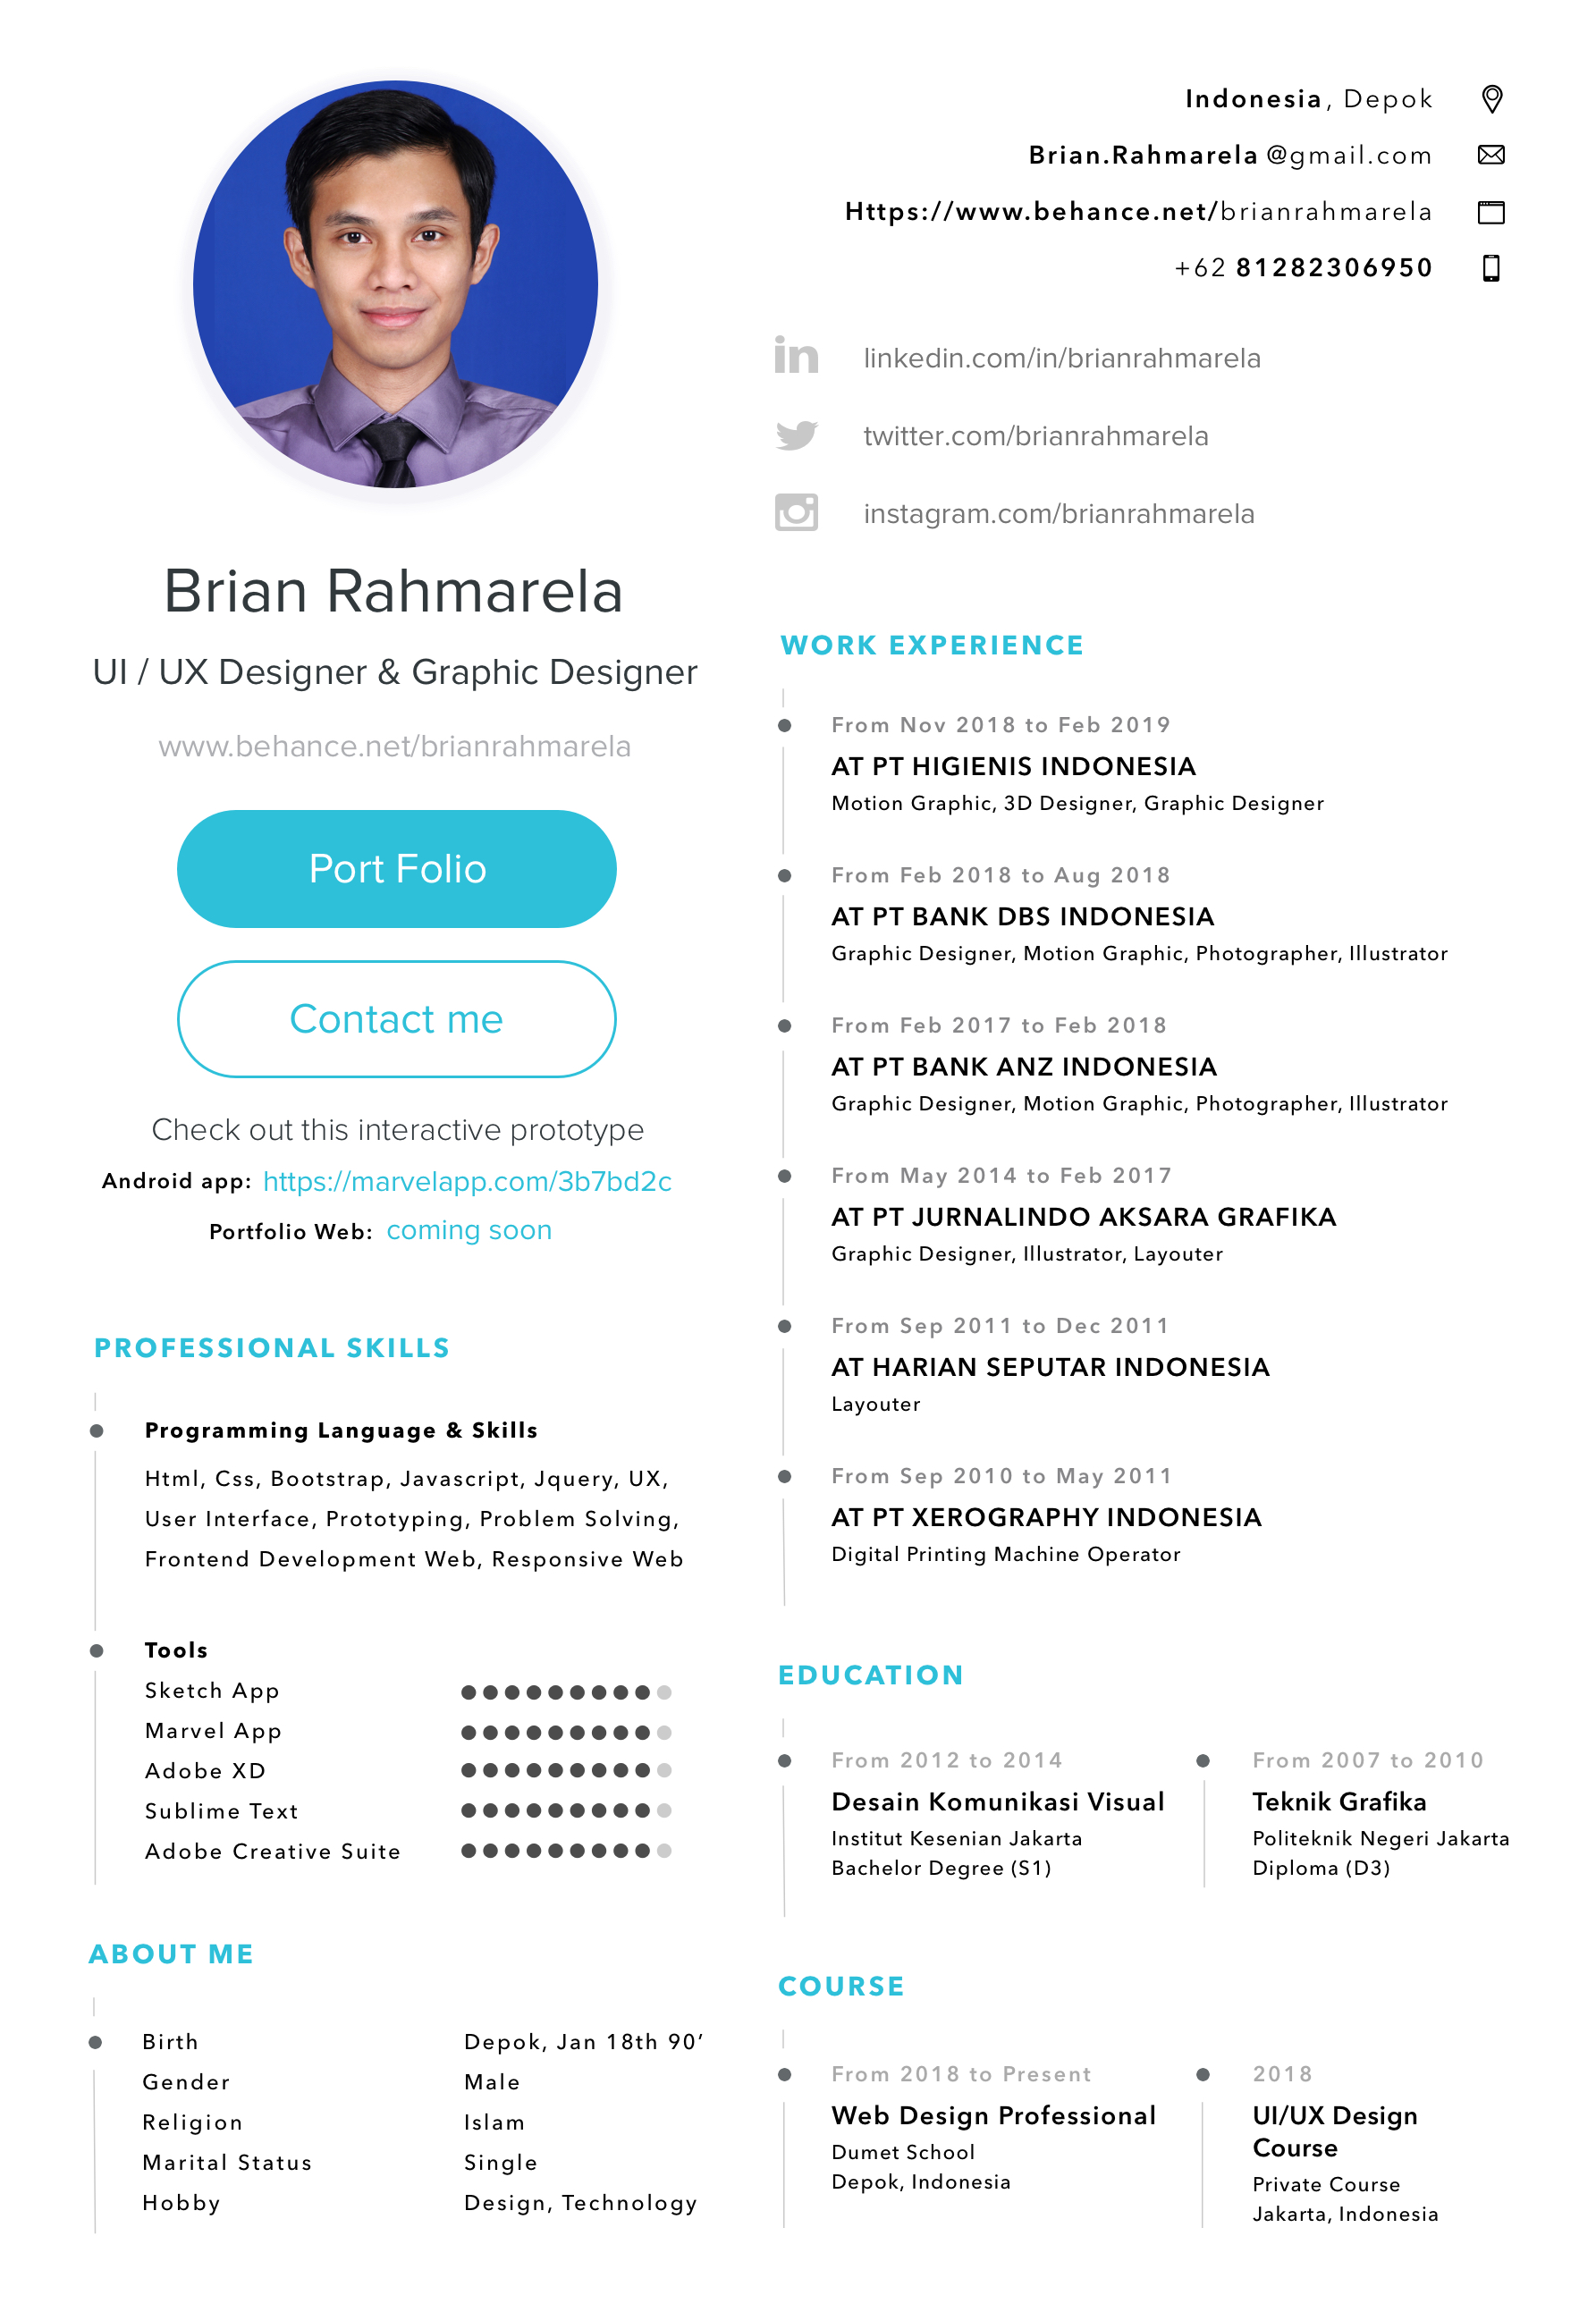 Brian Rahmarela
UI / UX Designer & Graphic Designer
www.behance.net/brianrahmarela
Port Folio
Contact me
Check out this interactive prototype
Android app: https://marvelapp.com/3b7bd2c
Portfolio Web: coming soon
PROFESSIONAL SKILLS
Programming Language & Skills
Html, Css, Bootstrap, Javascript, Jquery, UX,
User Interface, Prototyping, Problem Solving,
Frontend Development Web, Responsive Web
Tools
Sketch App
Marvel App
Adobe XD
Sublime Text
Adobe Creative Suite
ABOUT ME
Birth Depok, Jan 18th 90’
Gender Male
Religion Islam
Marital Status Single
Hobby Design, Technology
Indonesia, Depok
Brian.Rahmarela @gmail.com
Https://www.behance.net/brianrahmarela
+62 81282306950
in linkedin.com/in/brianrahmarela
twitter.com/brianrahmarela
instagram.com/brianrahmarela
WORK EXPERIENCE
From Nov 2018 to Feb 2019
AT PT HIGIENIS INDONESIA
Motion Graphic, 3D Designer, Graphic Designer
From Feb 2018 to Aug 2018
AT PT BANK DBS INDONESIA
Graphic Designer, Motion Graphic, Photographer, Illustrator
From Feb 2017 to Feb 2018
AT PT BANK ANZ INDONESIA
Graphic Designer, Motion Graphic, Photographer, Illustrator
From May 2014 to Feb 2017
AT PT JURNALINDO AKSARA GRAFIKA
Graphic Designer, Illustrator, Layouter
From Sep 2011 to Dec 2011
AT HARIAN SEPUTAR INDONESIA
Layouter
From Sep 2010 to May 2011
AT PT XEROGRAPHY INDONESIA
Digital Printing Machine Operator
EDUCATION
From 2012 to 2014
Desain Komunikasi Visual
Institut Kesenian Jakarta
Bachelor Degree (S1)
From 2007 to 2010
Teknik Grafika
Politeknik Negeri Jakarta
Diploma (D3)
COURSE
From 2018 to Present
Web Design Professional
Dumet School
Depok, Indonesia
2018
UI/UX Design
Course
Private Course
Jakarta, Indonesia